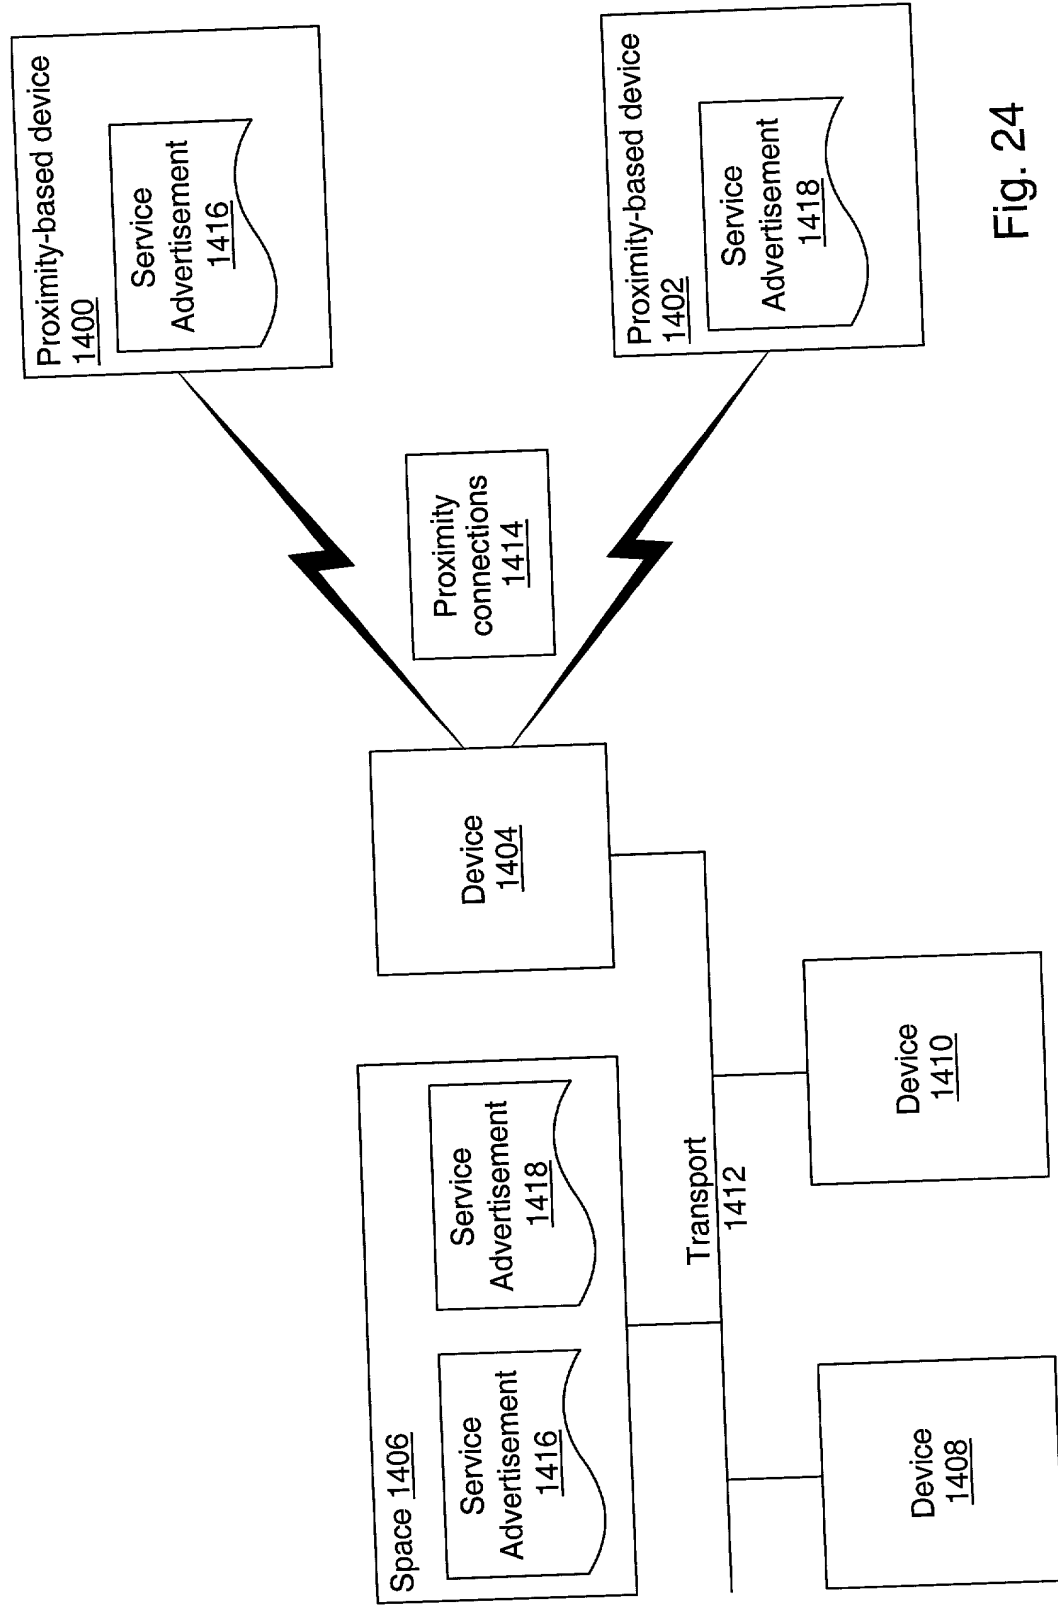 Proximity-based device
1400
Service
Advertisement
1416
Proximity-based device
1402
Service
Advertisement
1418
Proximity
connections
1414
Device
1404
Space 1406
Service
Advertisement
1416
Service
Advertisement
1418
Transport
1412
Device
1408
Device
1410
Fig. 24